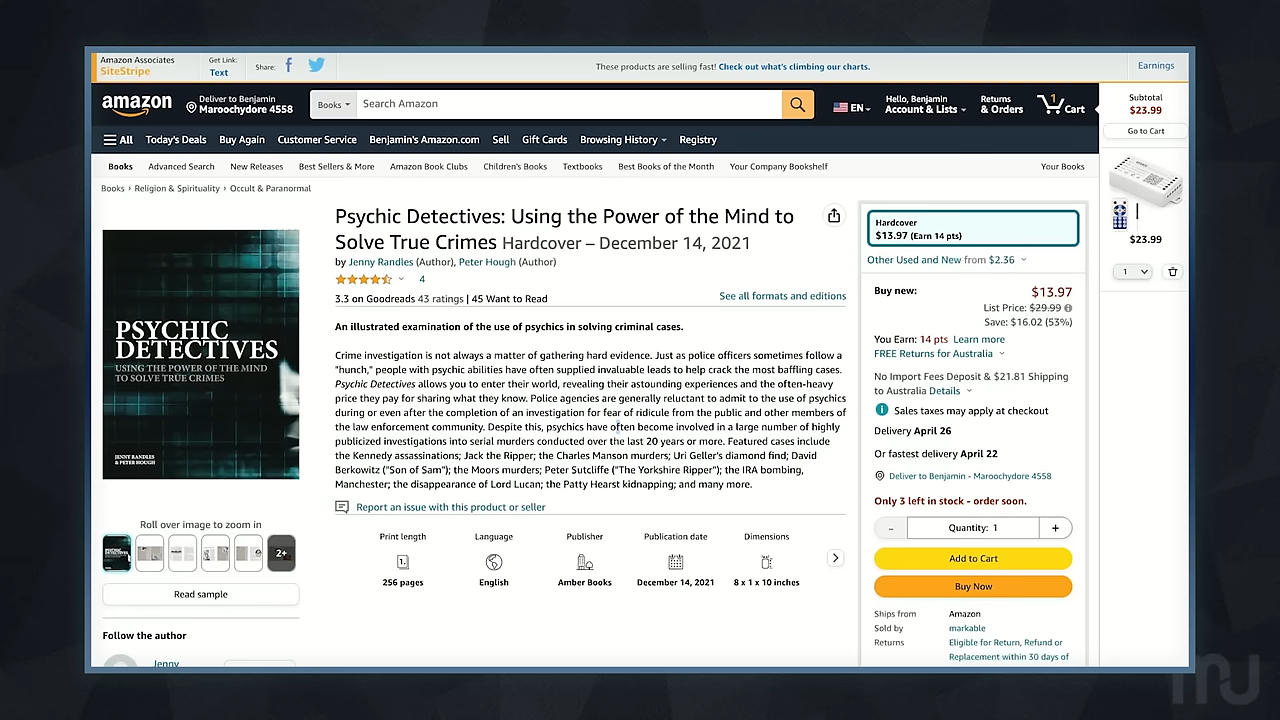 Amazon Associates
SiteStripe
Get Link:
Text
Share:
These products are selling fast! Check out what's climbing our charts.
Earnings
amazon
Deliver to Benjamin
Maroochydore 4558
Books
Search Amazon
EN
Hello, Benjamin
Account & Lists
Returns
& Orders
1
Cart
Subtotal
$23.99
Go to Cart
All
Today's Deals
Buy Again
Customer Service
Benjamin's Amazon.com
Sell
Gift Cards
Browsing History
Registry
Books
Advanced Search
New Releases
Best Sellers & More
Amazon Book Clubs
Children's Books
Textbooks
Best Books of the Month
Your Company Bookshelf
Your Books
Books › Religion & Spirituality › Occult & Paranormal
PSYCHIC
DETECTIVES
USING THE POWER OF THE MIND
TO SOLVE TRUE CRIMES
JENNY RANDLES
& PETER HOUGH
Roll over image to zoom in
2+
Read sample
Follow the author
Jenny
Psychic Detectives: Using the Power of the Mind to
Solve True Crimes Hardcover – December 14, 2021
by Jenny Randles (Author), Peter Hough (Author)
4
3.3 on Goodreads 43 ratings | 45 Want to Read
See all formats and editions
An illustrated examination of the use of psychics in solving criminal cases.
Crime investigation is not always a matter of gathering hard evidence. Just as police officers sometimes follow a
"hunch," people with psychic abilities have often supplied invaluable leads to help crack the most baffling cases.
Psychic Detectives allows you to enter their world, revealing their astounding experiences and the often-heavy
price they pay for sharing what they know. Police agencies are generally reluctant to admit to the use of psychics
during or even after the completion of an investigation for fear of ridicule from the public and other members of
the law enforcement community. Despite this, psychics have often become involved in a large number of highly
publicized investigations into serial murders conducted over the last 20 years or more. Featured cases include
the Kennedy assassinations; Jack the Ripper; the Charles Manson murders; Uri Geller's diamond find; David
Berkowitz ("Son of Sam"); the Moors murders; Peter Sutcliffe ("The Yorkshire Ripper"); the IRA bombing,
Manchester; the disappearance of Lord Lucan; the Patty Hearst kidnapping; and many more.
Report an issue with this product or seller
Print length
256 pages
Language
English
Publisher
Amber Books
Publication date
December 14, 2021
Dimensions
8 x 1 x 10 inches
Hardcover
$13.97 (Earn 14 pts)
Other Used and New from $2.36
Buy new:
$13.97
List Price: $29.99
Save: $16.02 (53%)
You Earn: 14 pts Learn more
FREE Returns for Australia
No Import Fees Deposit & $21.81 Shipping
to Australia Details
Sales taxes may apply at checkout
Delivery April 26
Or fastest delivery April 22
Deliver to Benjamin - Maroochydore 4558
Only 3 left in stock - order soon.
-
Quantity: 1
+
Add to Cart
Buy Now
Ships from
Amazon
Sold by
markable
Returns
Eligible for Return, Refund or
Replacement within 30 days of
$23.99
1